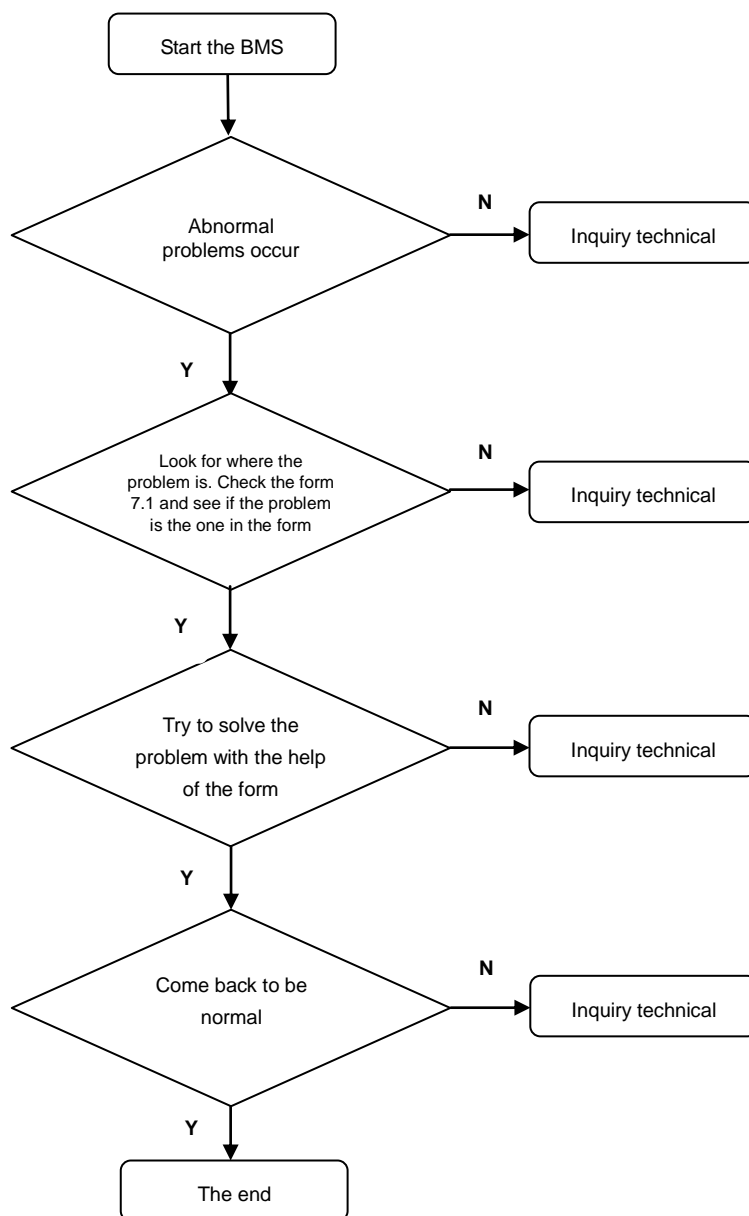 Start the BMS
Abnormal
problems occur
N
Inquiry technical
Y
Look for where the
problem is. Check the form
7.1 and see if the problem
is the one in the form
N
Inquiry technical
Y
Try to solve the
problem with the help
of the form
N
Inquiry technical
Y
Come back to be
normal
N
Inquiry technical
Y
The end